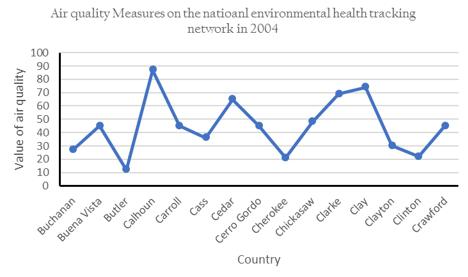 Air quality Measures on the natioanl environmental health tracking
network in 2004
Value of air quality
100
90
80
70
60
50
40
30
20
10
0
Buchanan
Buena Vista
Butler
Calhoun
Carroll
Cass
Cedar
Cerro Gordo
Cherokee
Chickasaw
Clarke
Clay
Clayton
Clinton
Crawford
Country